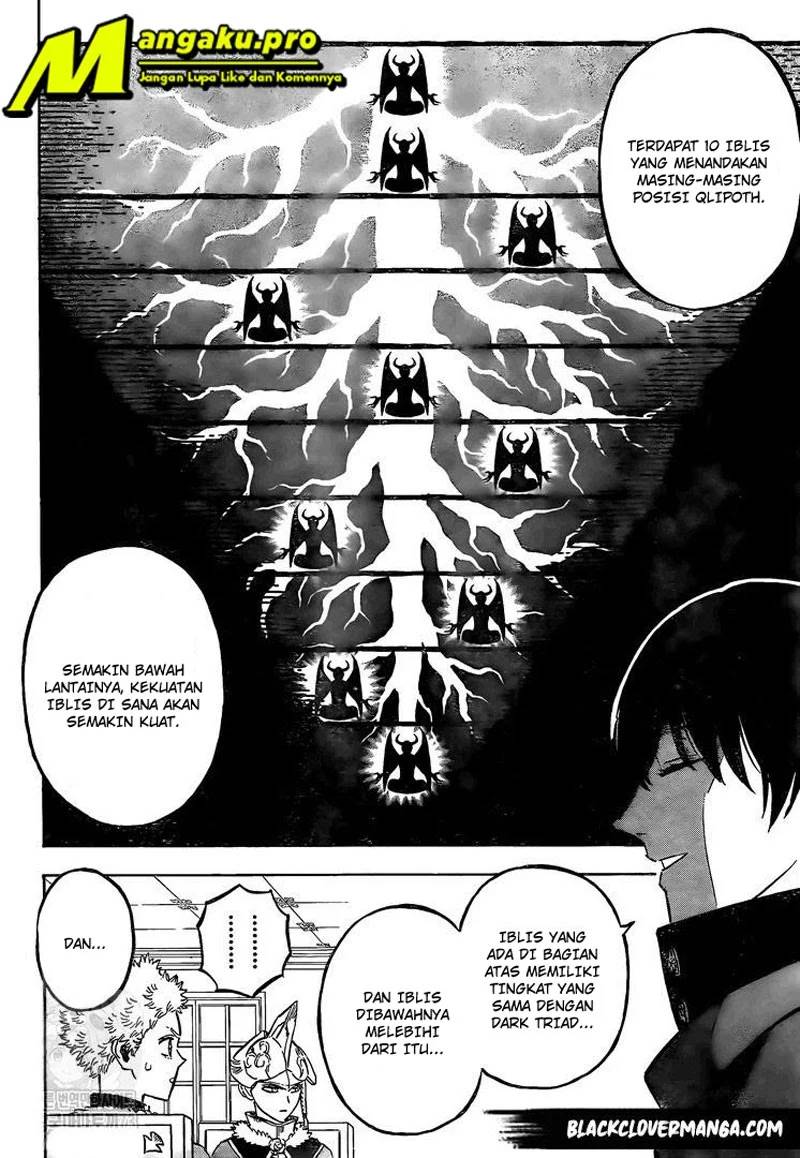 Mangaku.pro
Jangan Lupa Like dan Komennya
TERDAPAT 10 IBLIS
YANG MENANDAKAN
MASING-MASING
POSISI QLIPOTH.
SEMAKIN BAWAH
LANTAINYA, KEKUATAN
IBLIS DI SANA AKAN
SEMAKIN KUAT.
IBLIS YANG
ADA DI BAGIAN
ATAS MEMILIKI
TINGKAT YANG
SAMA DENGAN
DARK TRIAD...
DAN IBLIS
DIBAWAHNYA
MELEBIHI
DARI ITU...
DAN...
BLACKCLOVERMANGA.COM